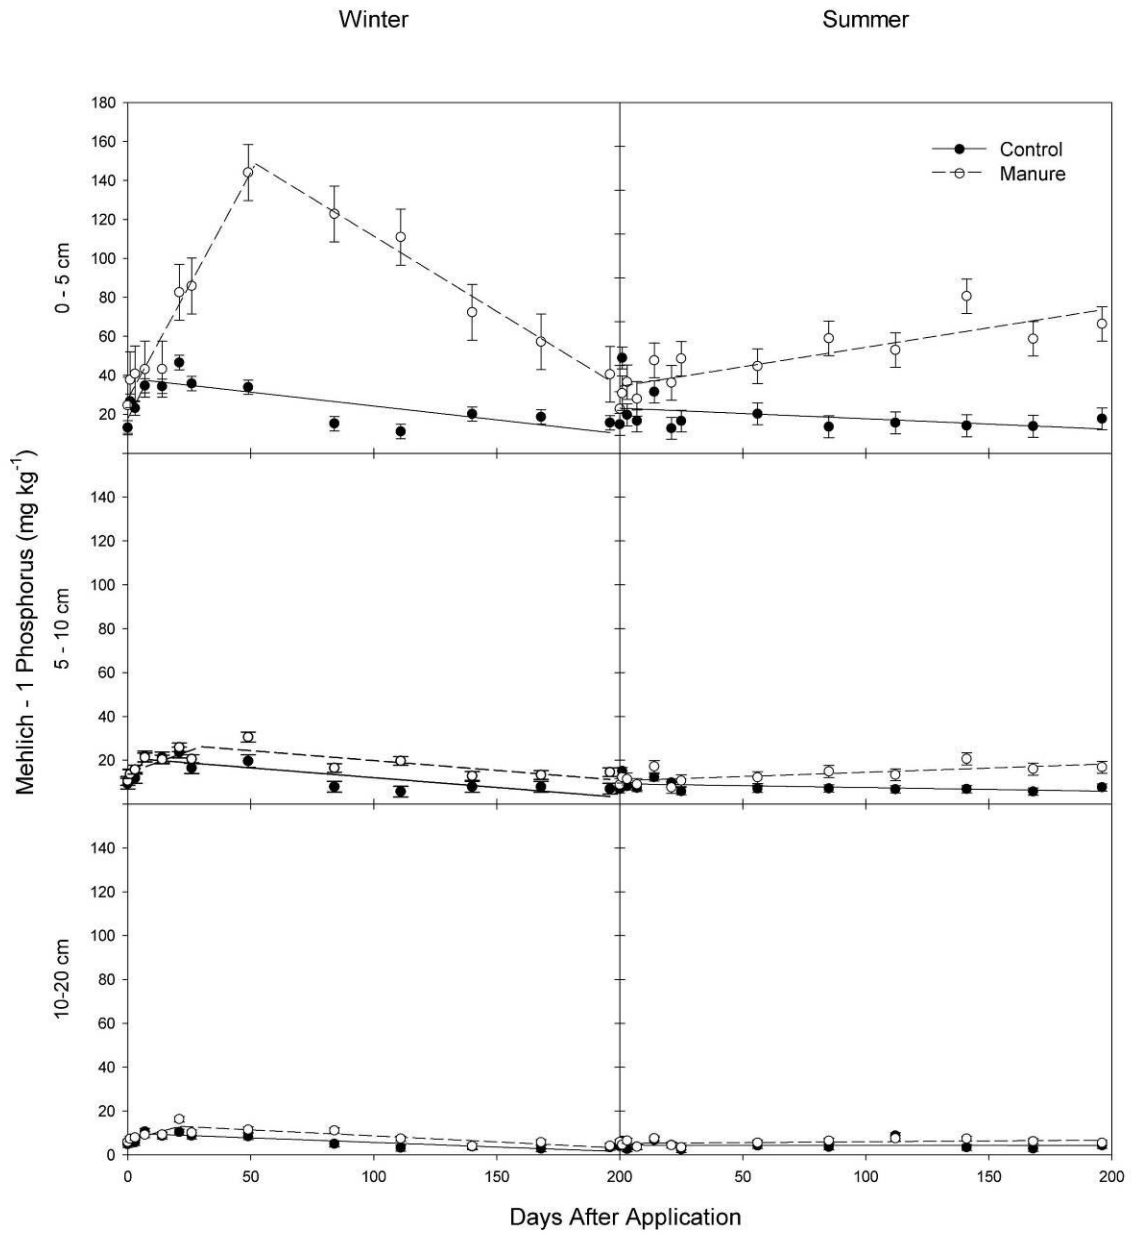 Winter Summer
180
160
140
120
100
80
60
40
20
0 - 5 cm
Control
Manure
140
120
100
80
60
40
20
5 - 10 cm
Mehlich - 1 Phosphorus (mg kg-1)
140
120
100
80
60
40
20
0
10-20 cm
0 50 100 150 200 50 100 150 200
Days After Application